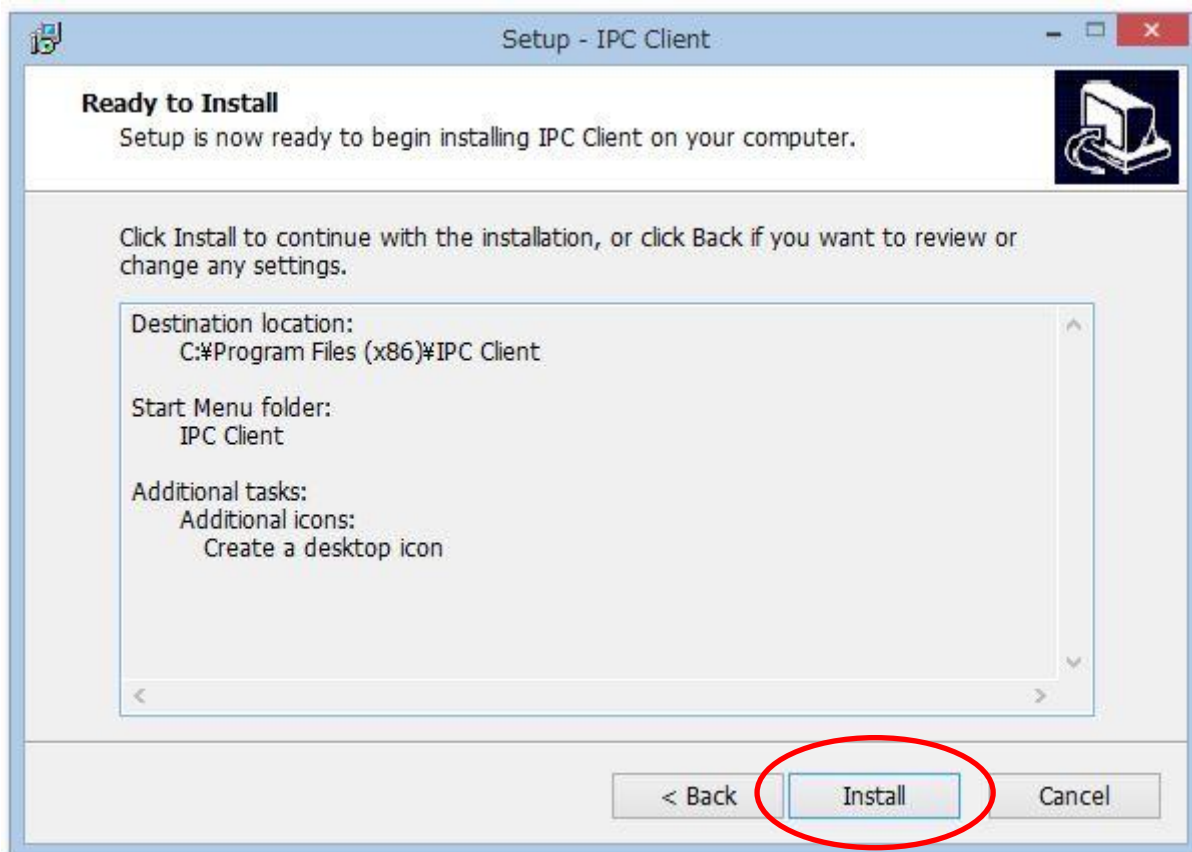 Setup - IPC Client
Ready to Install
Setup is now ready to begin installing IPC Client on your computer.
Click Install to continue with the installation, or click Back if you want to review or
change any settings.
Destination location:
C:¥Program Files (x86)¥IPC Client
Start Menu folder:
IPC Client
Additional tasks:
Additional icons:
Create a desktop icon
< Back
Install
Cancel